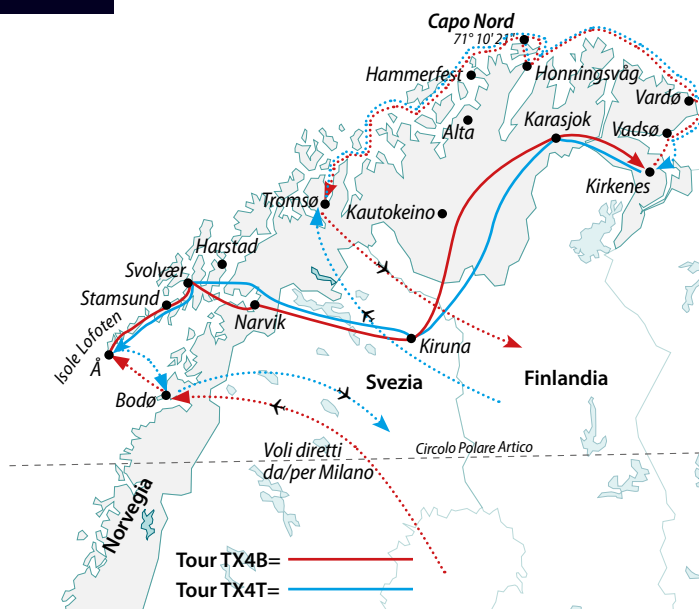 Capo Nord
71° 10' 21"
Hammerfest
Honningsvåg
Vardø
Alta
Karasjok
Vadsø
Kirkenes
Tromsø
Kautokeino
Harstad
Svolvær
Stamsund
Narvik
Isole Lofoten
Kiruna
Å
Svezia
Finlandia
Bodø
Voli diretti
da/per Milano
Circolo Polare Artico
Norvegia
Tour TX4B=
Tour TX4T=